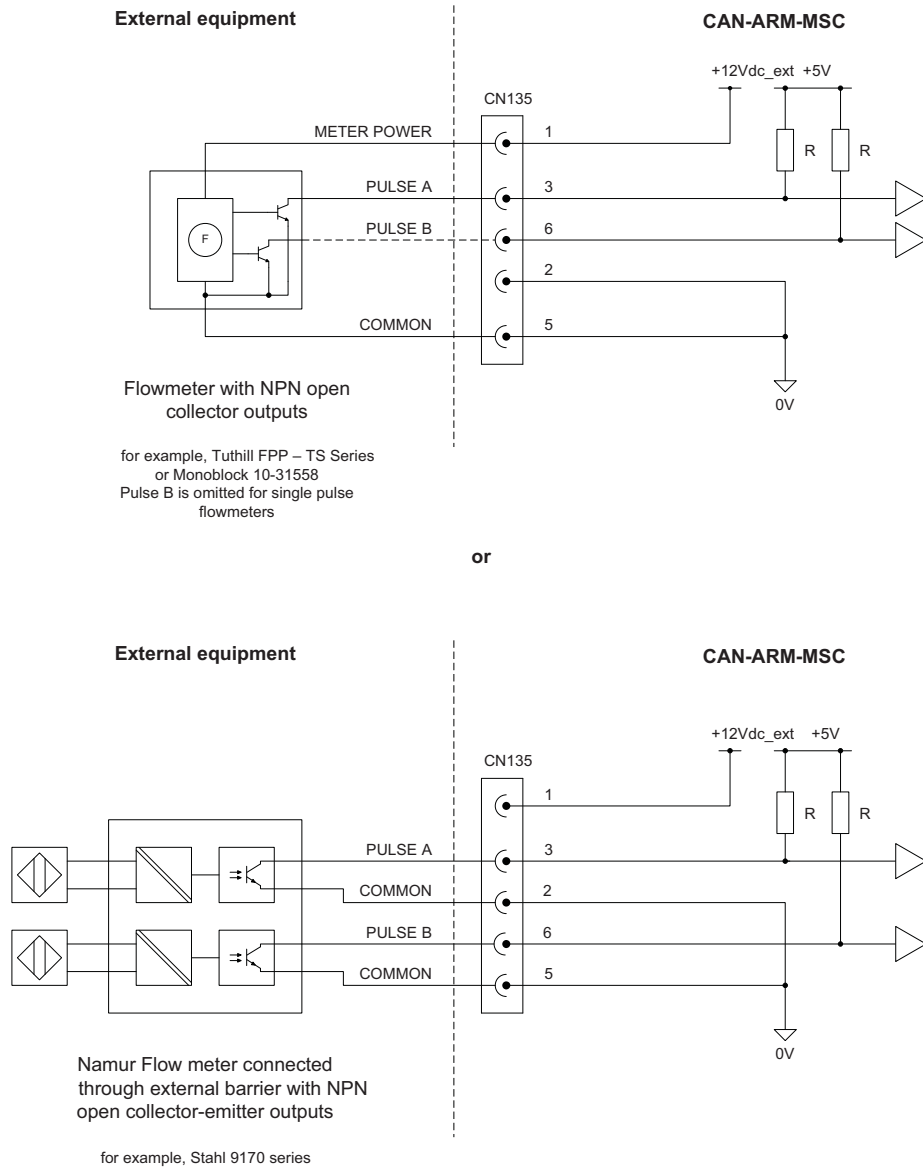 External equipment
CAN-ARM-MSC
+12Vdc_ext +5V
CN135
METER POWER
1
R
R
PULSE A
3
PULSE B
6
F
2
COMMON
5
0V
Flowmeter with NPN open
collector outputs
for example, Tuthill FPP – TS Series
or Monoblock 10-31558
Pulse B is omitted for single pulse
flowmeters
or
External equipment
CAN-ARM-MSC
+12Vdc_ext +5V
CN135
1
R
R
PULSE A
3
COMMON
2
PULSE B
6
COMMON
5
0V
Namur Flow meter connected
through external barrier with NPN
open collector-emitter outputs
for example, Stahl 9170 series